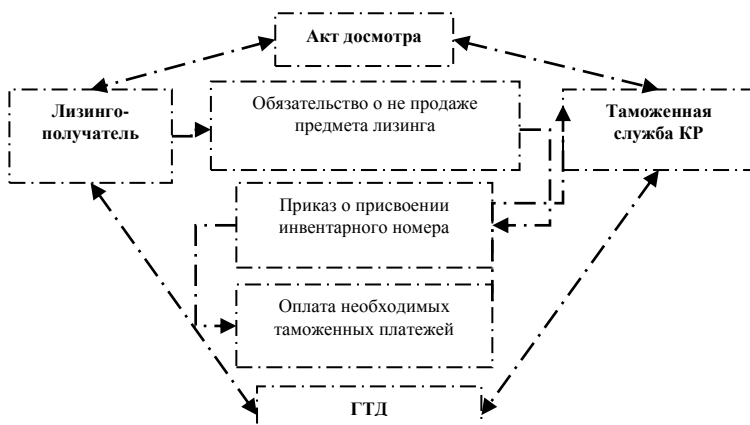 Акт досмотра
Лизинго-
получатель
Обязательство о не продаже
предмета лизинга
Таможенная
служба КР
Приказ о присвоении
инвентарного номера
Оплата необходимых
таможенных платежей
ГТД